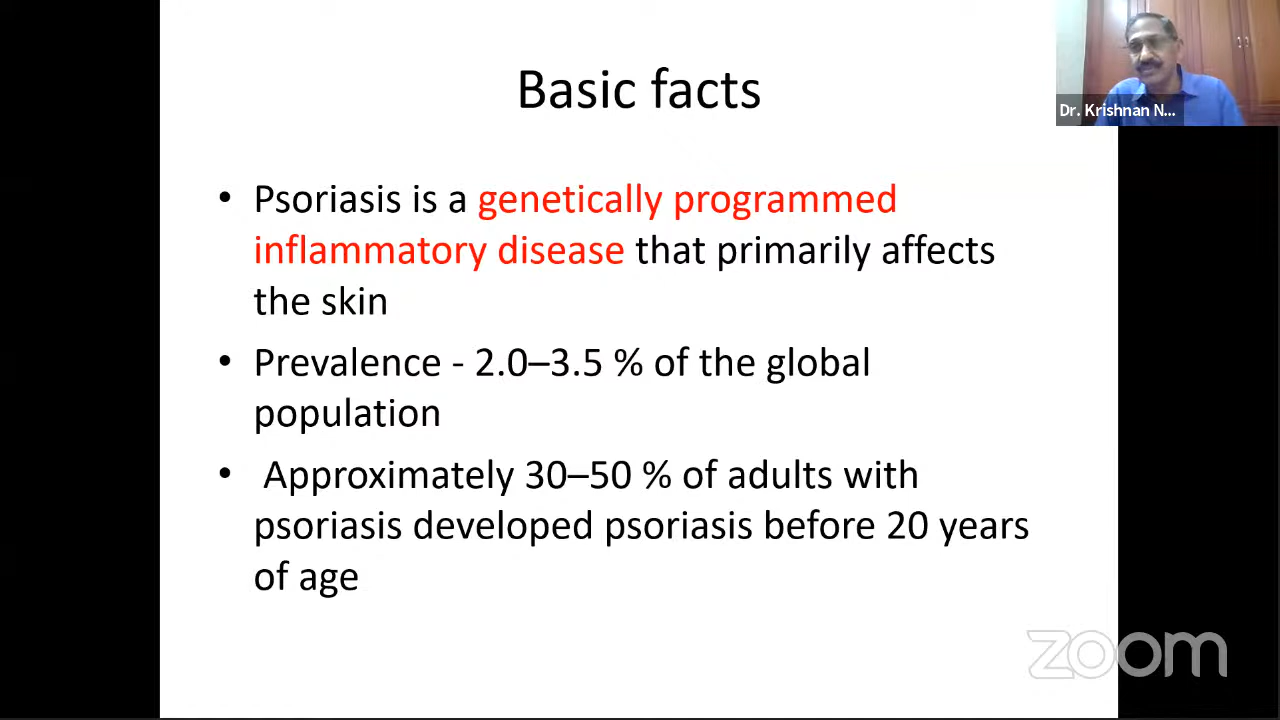 Basic facts
Dr. Krishnan N...
• Psoriasis is a genetically programmed
inflammatory disease that primarily affects
the skin
• Prevalence - 2.0–3.5 % of the global
population
• Approximately 30–50 % of adults with
psoriasis developed psoriasis before 20 years
of age
zoom